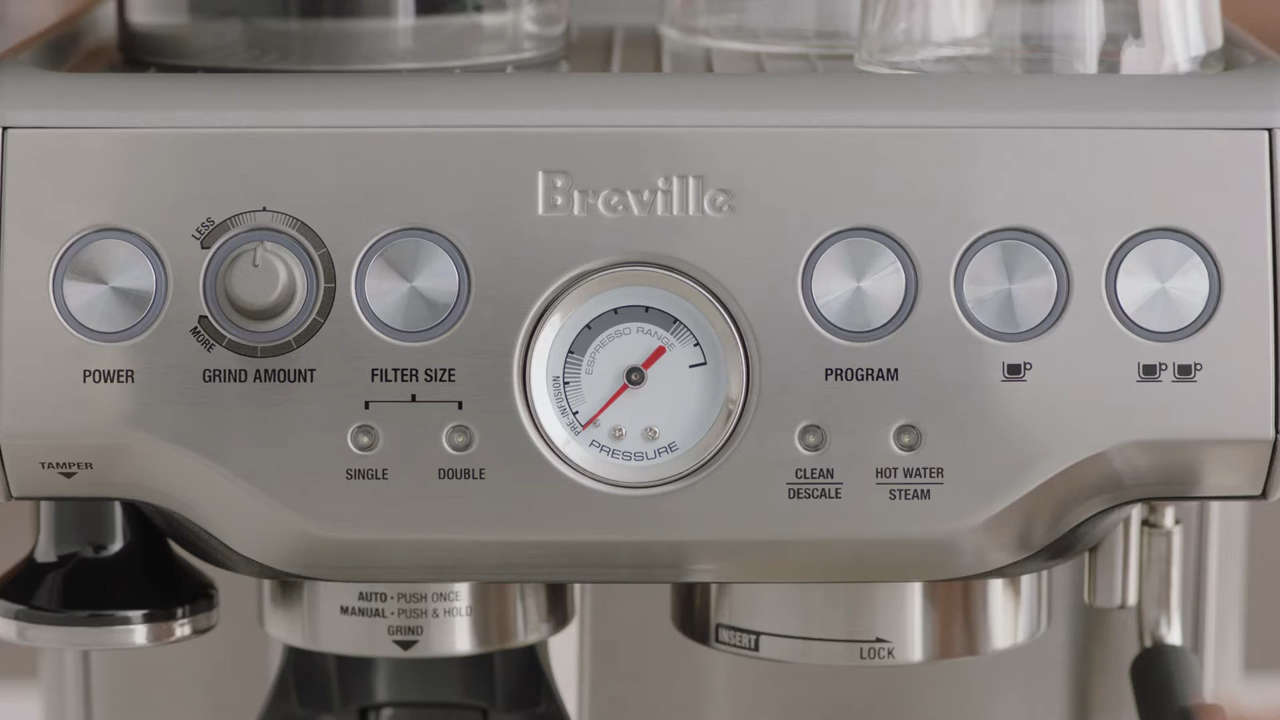 Breville
LESS
MORE
POWER
GRIND AMOUNT
FILTER SIZE
SINGLE
DOUBLE
ESPRESSO RANGE
PRE-INFUSION
PRESSURE
PROGRAM
CLEAN
DESCALE
HOT WATER
STEAM
TAMPER
AUTO • PUSH ONCE
MANUAL • PUSH & HOLD
GRIND
INSERT
LOCK